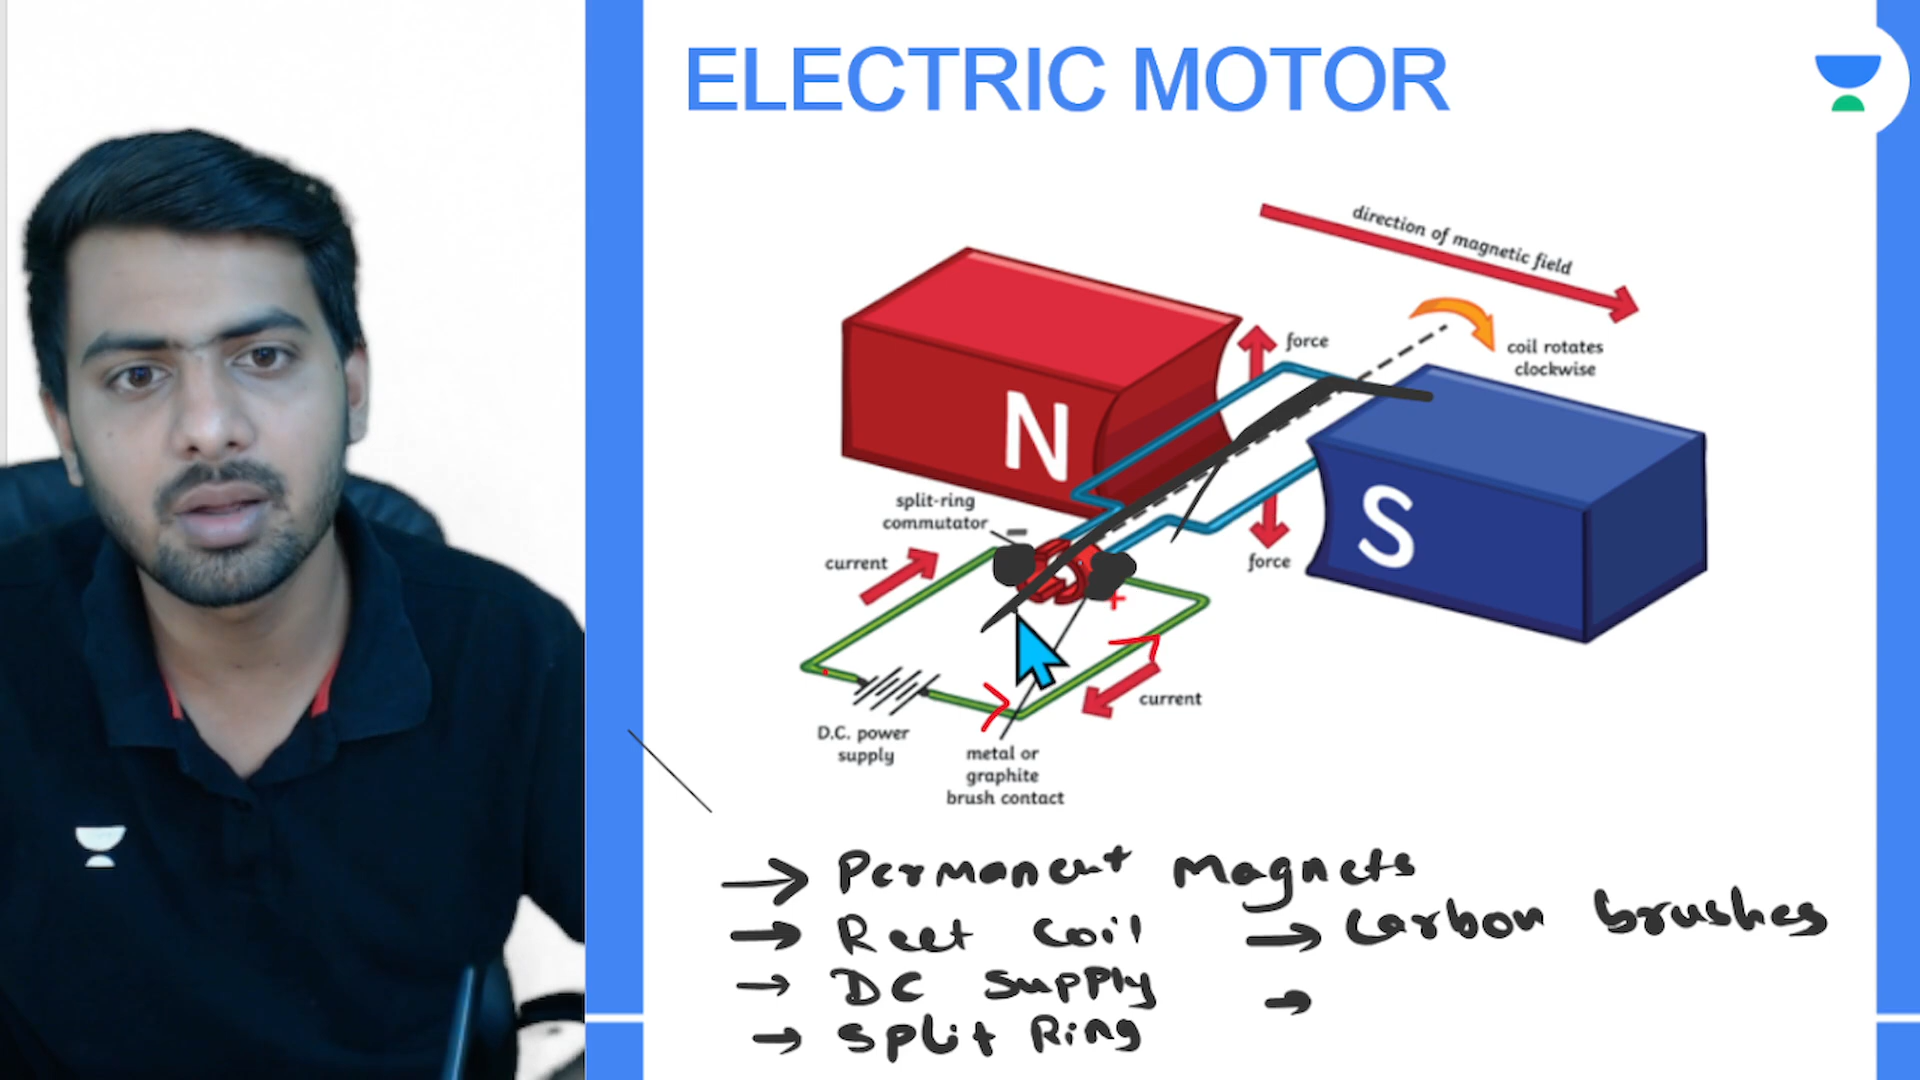 ELECTRIC MOTOR
direction of magnetic field
force
coil rotates
clockwise
N
S
split-ring
commutator
-
current
force
+
current
D.C. power
supply
metal or
graphite
brush contact
→ Permanent Magnets
→ Rect Coil
→ Carbon brushes
→ DC Supply
→
→ Split Ring